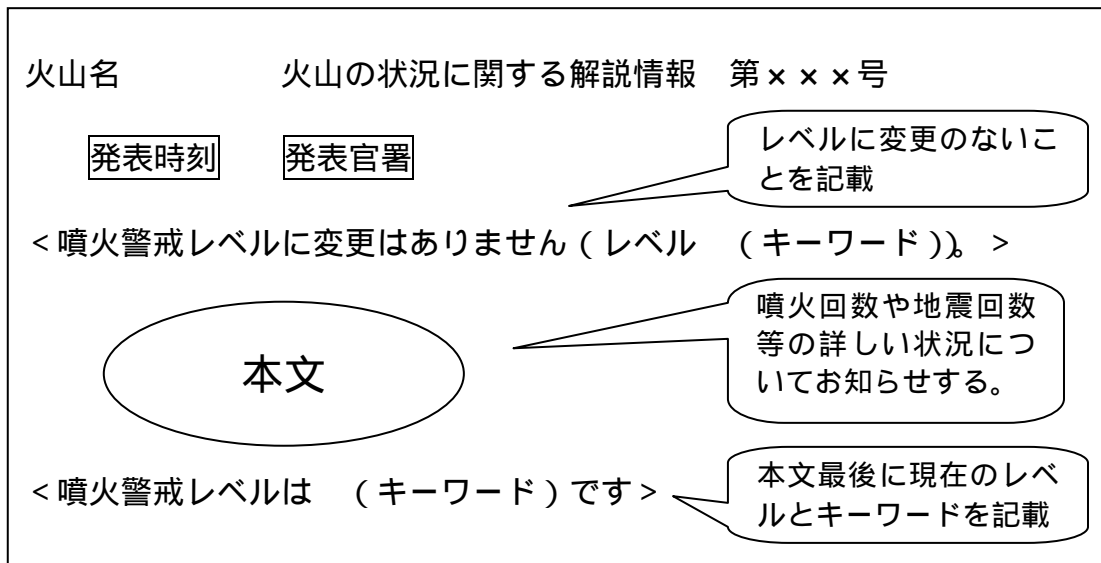 火山名　　　火山の状況に関する解説情報　第×××号
発表時刻　発表官署
レベルに変更のないこ
とを記載
<噴火警戒レベルに変更はありません(レベル　(キーワード))。>
噴火回数や地震回数
等の詳しい状況につ
いてお知らせする。
本文
<噴火警戒レベルは　(キーワード)です>
本文最後に現在のレベ
ルとキーワードを記載